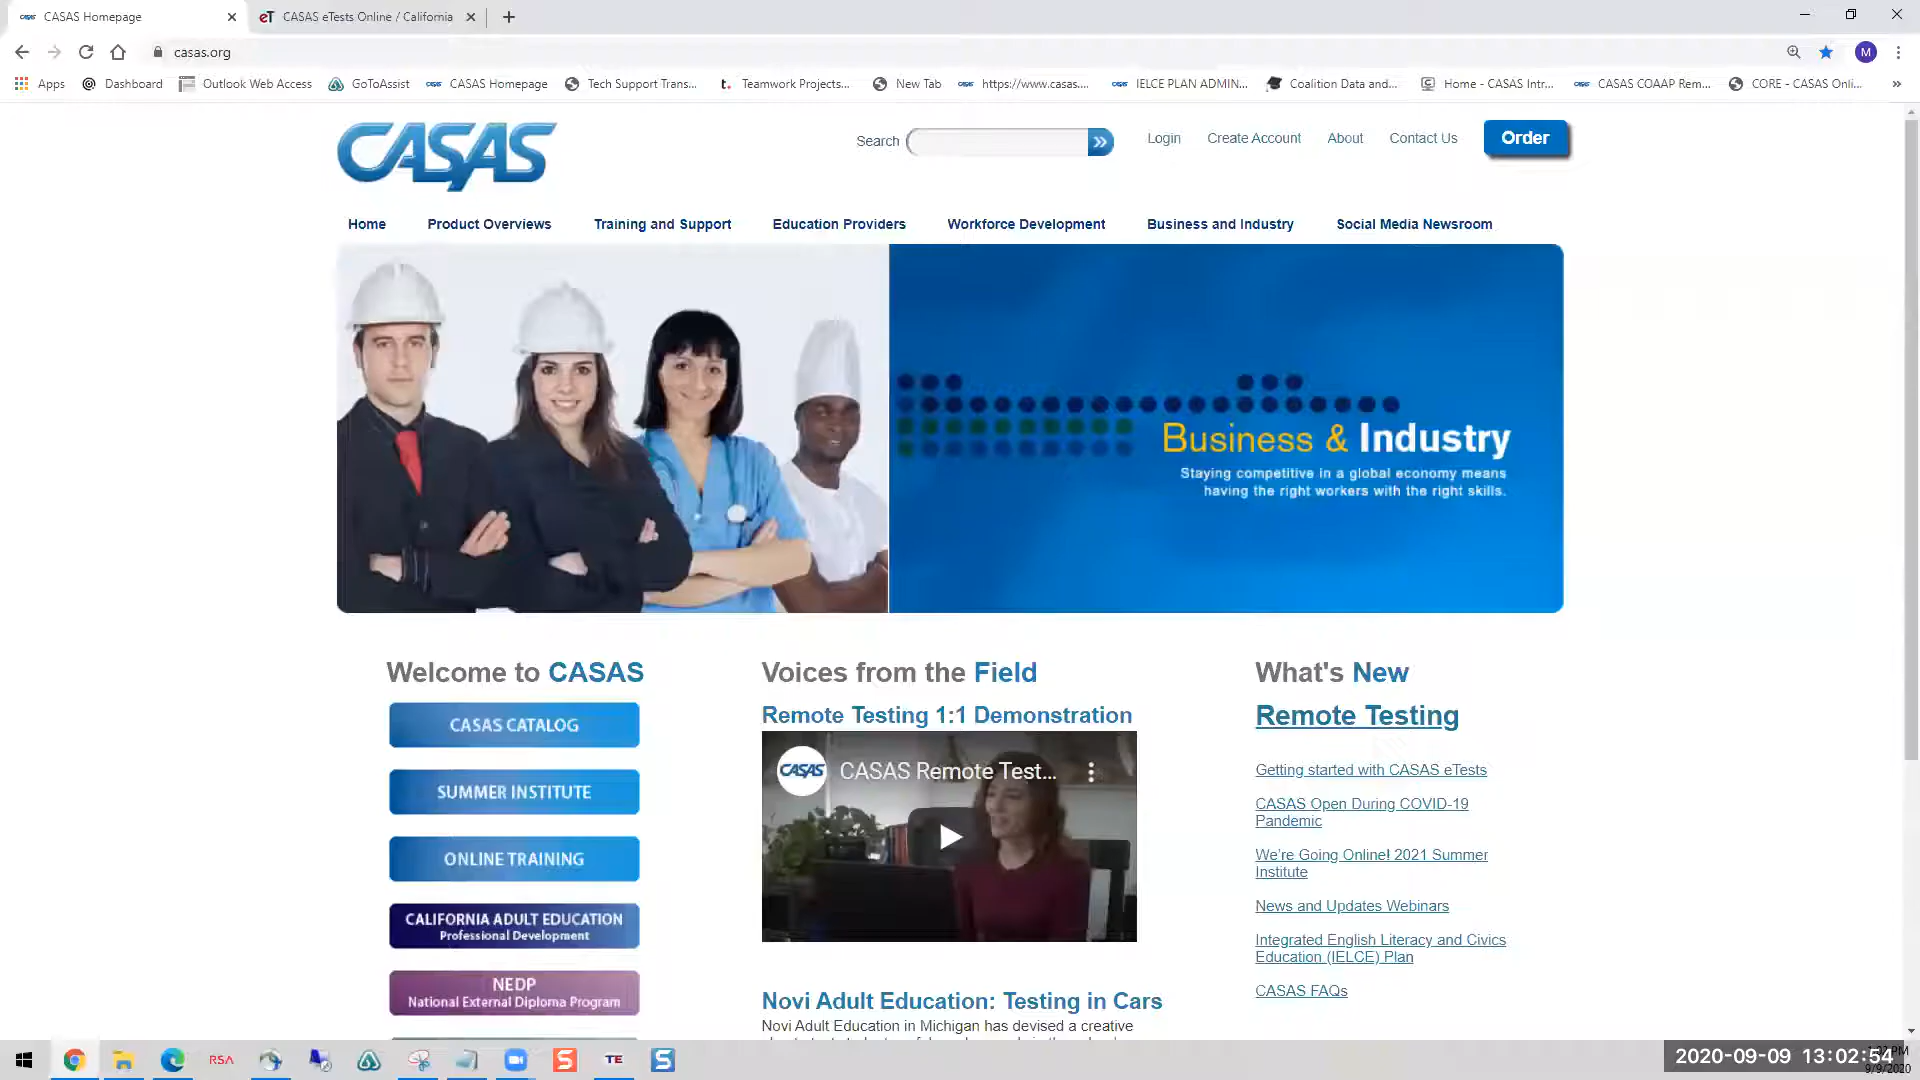 CASAS Homepage
eT CASAS eTests Online / California
casas.org
M
Apps
Dashboard
Outlook Web Access
GoToAssist
CASAS Homepage
Tech Support Trans...
t. Teamwork Projects...
New Tab
https://www.casas....
IELCE PLAN ADMIN...
Coalition Data and...
Home - CASAS Intr...
CASAS COAAP Rem...
CORE - CASAS Onli...
»
CASAS
Search
»
Login
Create Account
About
Contact Us
Order
Home
Product Overviews
Training and Support
Education Providers
Workforce Development
Business and Industry
Social Media Newsroom
Business & Industry
Staying competitive in a global economy means
having the right workers with the right skills.
Welcome to CASAS
CASAS CATALOG
SUMMER INSTITUTE
ONLINE TRAINING
CALIFORNIA ADULT EDUCATION
Professional Development
NEDP
National External Diploma Program
Voices from the Field
Remote Testing 1:1 Demonstration
CASAS
CASAS Remote Test...
Novi Adult Education: Testing in Cars
Novi Adult Education in Michigan has devised a creative
What's New
Remote Testing
Getting started with CASAS eTests
CASAS Open During COVID-19
Pandemic
We're Going Online! 2021 Summer
Institute
News and Updates Webinars
Integrated English Literacy and Civics
Education (IELCE) Plan
CASAS FAQs
RSA
S
TE
S
2020-09-09 13:02:54
9/9/2020